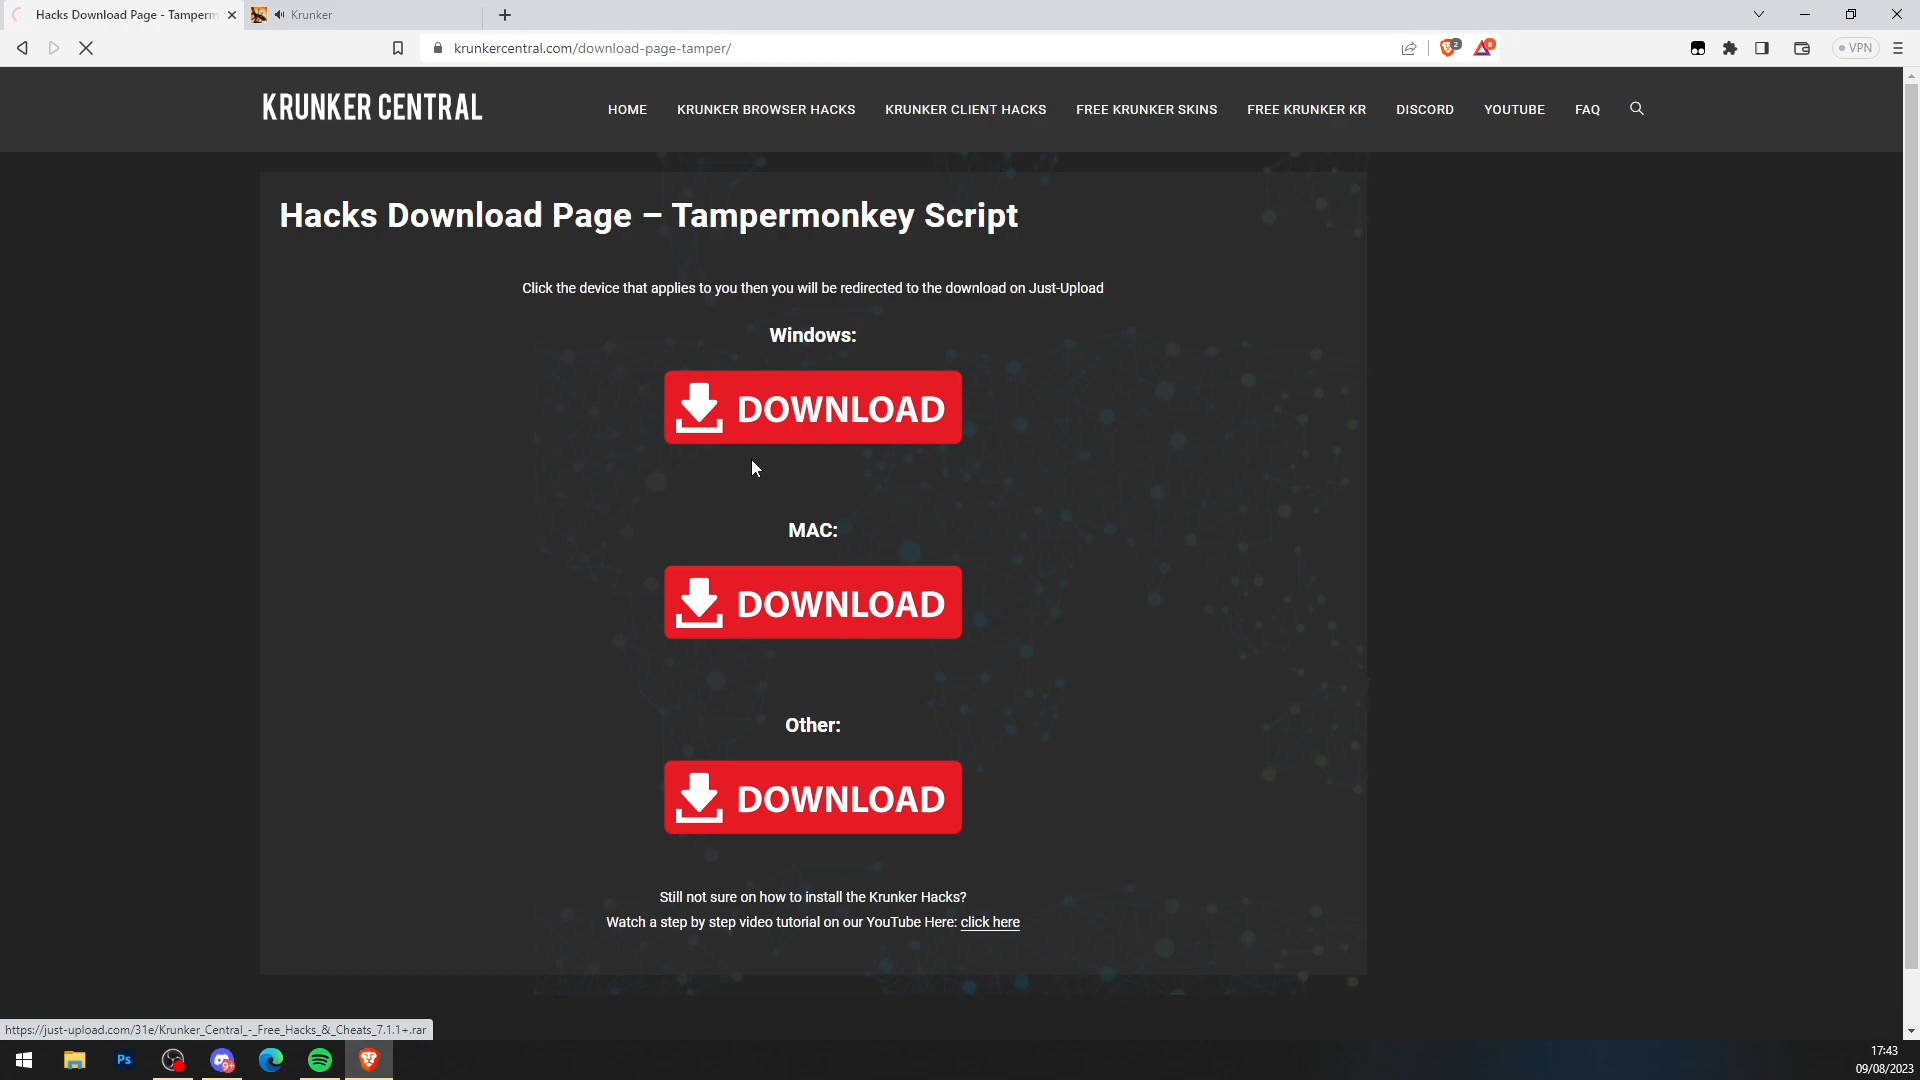 Hacks Download Page - Tamperm
Krunker
krunkercentral.com/download-page-tamper/
2
8
VPN
KRUNKER CENTRAL
HOME
KRUNKER BROWSER HACKS
KRUNKER CLIENT HACKS
FREE KRUNKER SKINS
FREE KRUNKER KR
DISCORD
YOUTUBE
FAQ
Hacks Download Page – Tampermonkey Script
Click the device that applies to you then you will be redirected to the download on Just-Upload
Windows:
DOWNLOAD
MAC:
DOWNLOAD
Other:
DOWNLOAD
Still not sure on how to install the Krunker Hacks?
Watch a step by step video tutorial on our YouTube Here: click here
https://just-upload.com/31e/Krunker_Central_-_Free_Hacks_&_Cheats_7.1.1+.rar
Ps
9+
17:43
09/08/2023